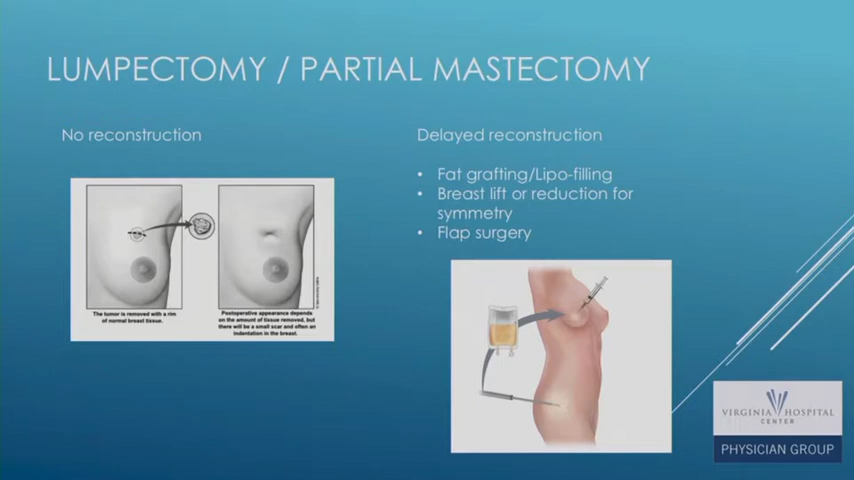 LUMPECTOMY / PARTIAL MASTECTOMY
No reconstruction
The tumor is removed with a rim
of normal breast tissue.
Postoperative appearance depends
on the amount of tissue removed, but
there will be a small scar and often an
indentation in the breast.
Delayed reconstruction
• Fat grafting/Lipo-filling
• Breast lift or reduction for
symmetry
• Flap surgery
VIRGINIA HOSPITAL
CENTER
PHYSICIAN GROUP